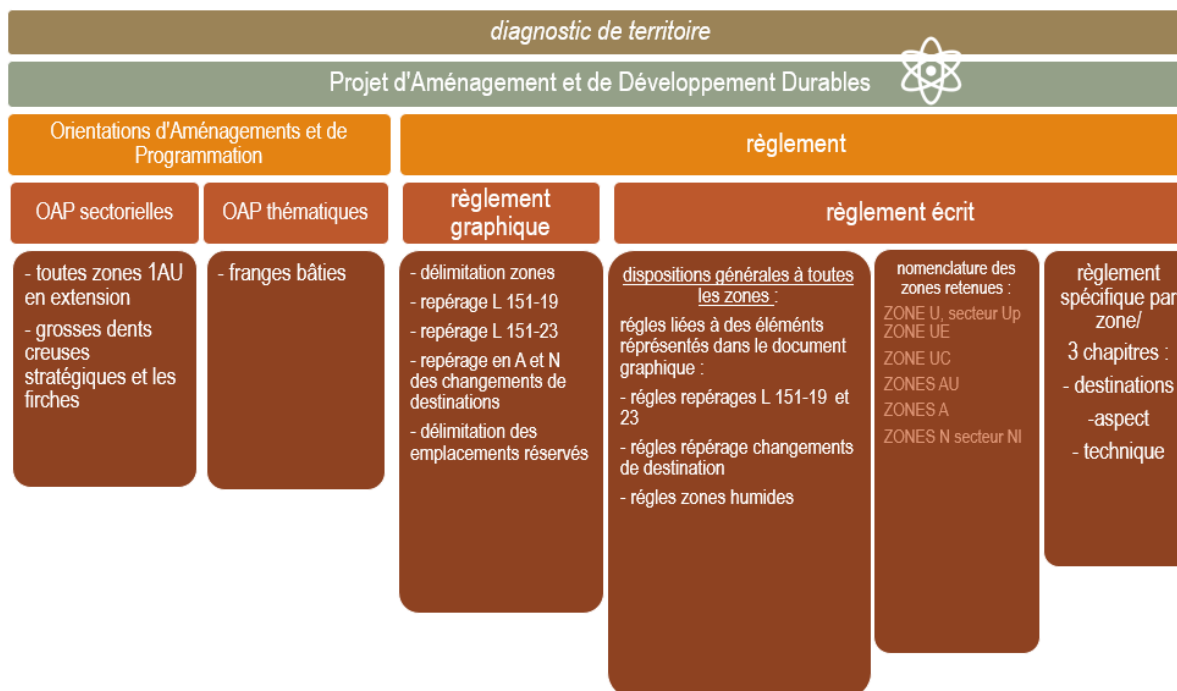 diagnostic de territoire
Projet d'Aménagement et de Développement Durables
Orientations d'Aménagements et de
Programmation
règlement
OAP sectorielles
OAP thématiques
règlement
graphique
règlement écrit
- toutes zones 1AU
en extension
- grosses dents
creuses
stratégiques et les
firches
- franges bâties
- délimitation zones
- repérage L 151-19
- repérage L 151-23
- repérage en A et N
des changements de
destinations
- délimitation des
emplacements réservés
dispositions générales à toutes
les zones :
régles liées à des éléménts
réprésentés dans le document
graphique :
- régles repérages L 151-19 et
23
- régles répérage changements
de destination
- régles zones humides
nomenclature des
zones retenues :
ZONE U, secteur Up
ZONE UE
ZONE UC
ZONES AU
ZONES A
ZONES N secteur NI
règlement
spécifique par
zone/
3 chapitres :
- destinations
-aspect
- technique